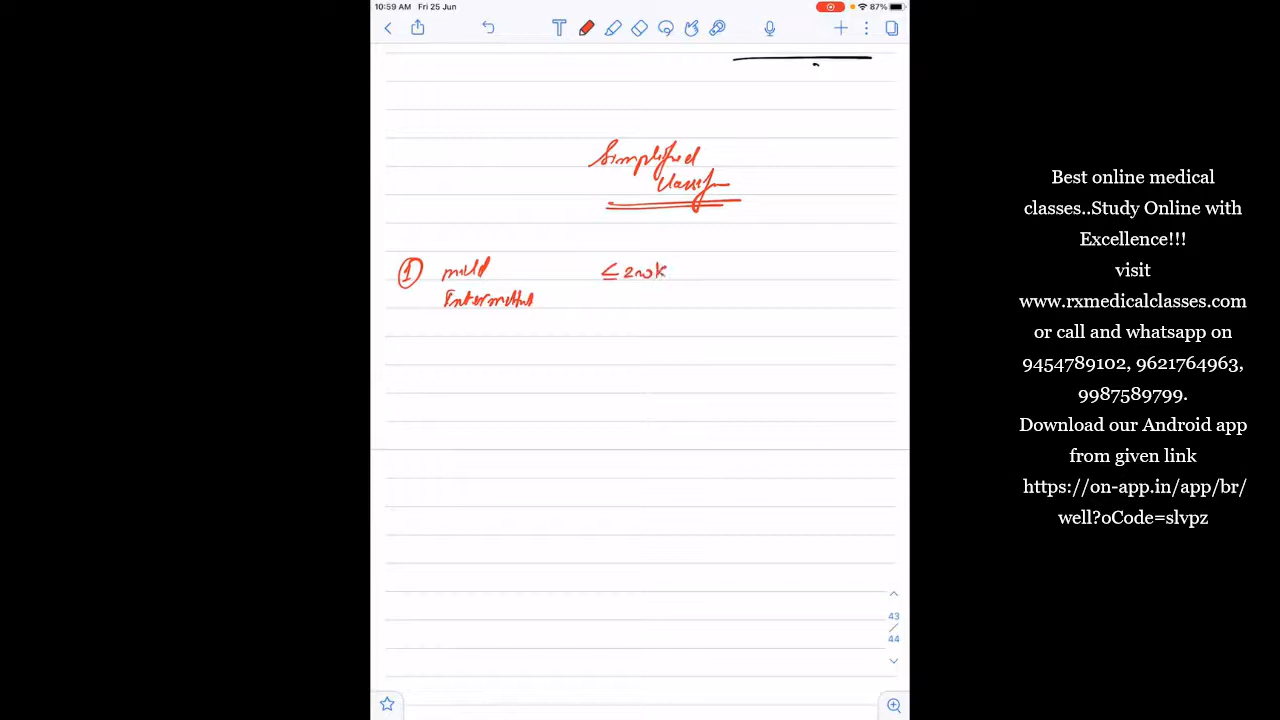 10:59 AM Fri 25 Jun
87%
Simplified
Classfn
1 mild
Intermittent
≤ 2wk
43
/
44
Best online medical
classes..Study Online with
Excellence!!!
visit
www.rxmedicalclasses.com
or call and whatsapp on
9454789102, 9621764963,
9987589799.
Download our Android app
from given link
https://on-app.in/app/br/
well?oCode=slvpz